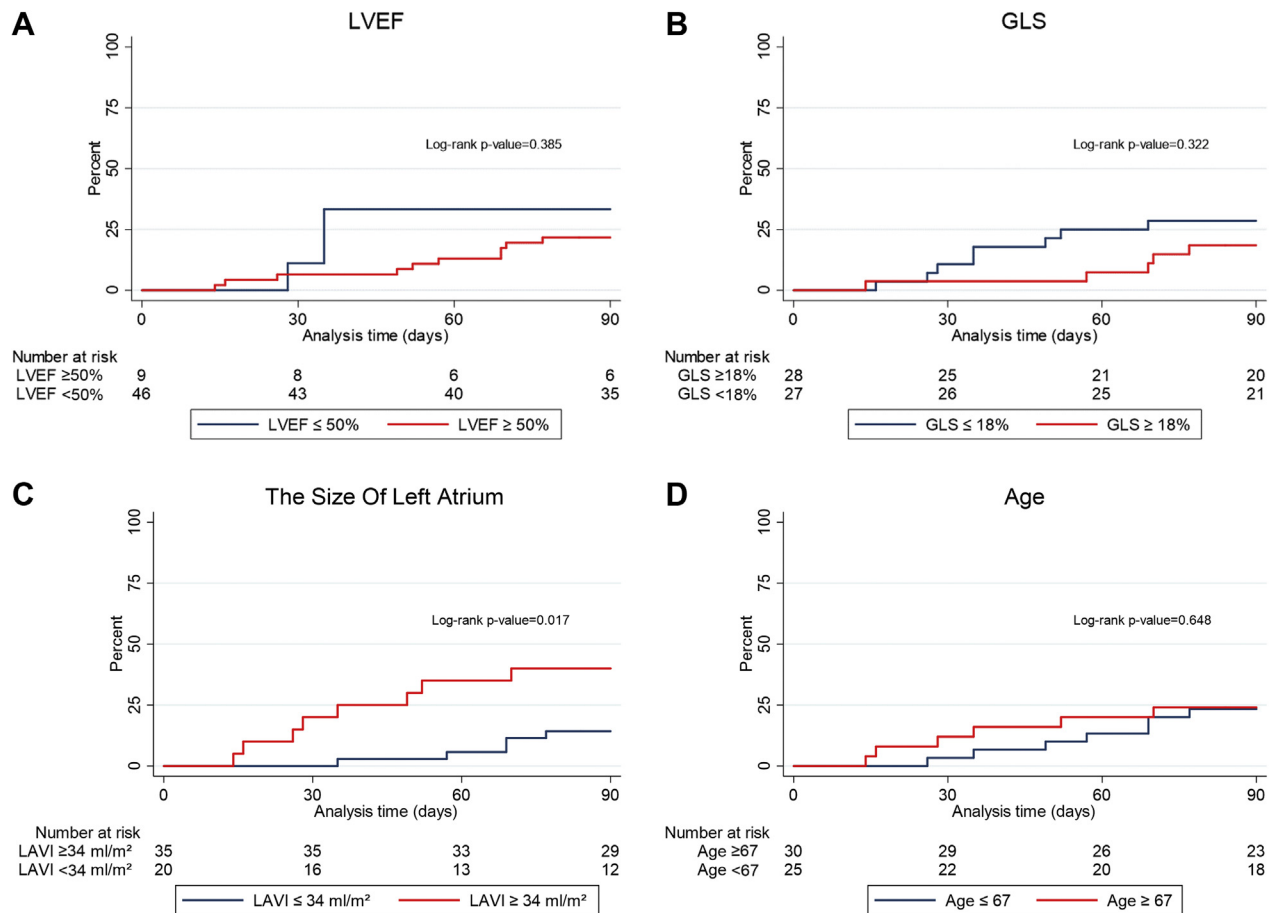 A
LVEF
100
75
50
25
0
Percent
Log-rank p-value=0.385
0 30 60 90
Analysis time (days)
Number at risk
LVEF ≥50% 9 8 6 6
LVEF <50% 46 43 40 35
LVEF ≤ 50% LVEF ≥ 50%
B
GLS
100
75
50
25
0
Percent
Log-rank p-value=0.322
0 30 60 90
Analysis time (days)
Number at risk
GLS ≥18% 28 25 21 20
GLS <18% 27 26 25 21
GLS ≤ 18% GLS ≥ 18%
C
The Size Of Left Atrium
100
75
50
25
0
Percent
Log-rank p-value=0.017
0 30 60 90
Analysis time (days)
Number at risk
LAVI ≥34 ml/m² 35 35 33 29
LAVI <34 ml/m² 20 16 13 12
LAVI ≤ 34 ml/m² LAVI ≥ 34 ml/m²
D
Age
100
75
50
25
0
Percent
Log-rank p-value=0.648
0 30 60 90
Analysis time (days)
Number at risk
Age ≥67 30 29 26 23
Age <67 25 22 20 18
Age ≤ 67 Age ≥ 67